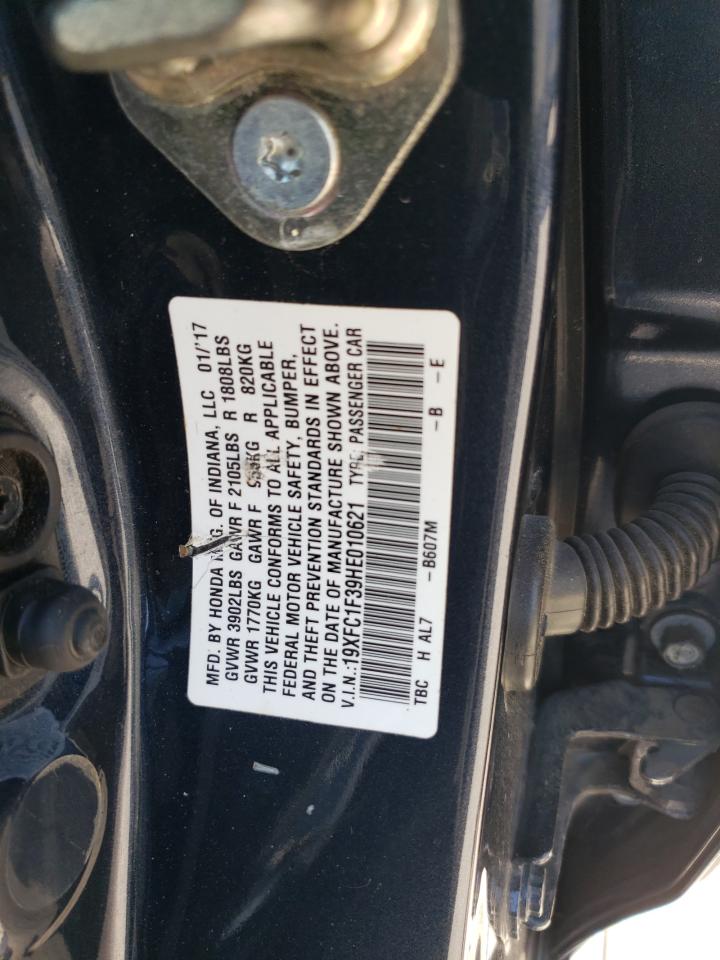 MFD. BY HONDA MFG. OF INDIANA, LLC 01/'17
GVWR 3902LBS GAWR F 2105LBS R 1808LBS
GVWR 1770KG GAWR F KG R 820KG
THIS VEHICLE CONFORMS TO ALL APPLICABLE
FEDERAL MOTOR VEHICLE SAFETY, BUMPER,
AND THEFT PREVENTION STANDARDS IN EFFECT
ON THE DATE OF MANUFACTURE SHOWN ABOVE.
V.I.N.:19XFC1F39HE010621 TYPE: PASSENGER CAR
TBC H AL7 -B607M -B -E